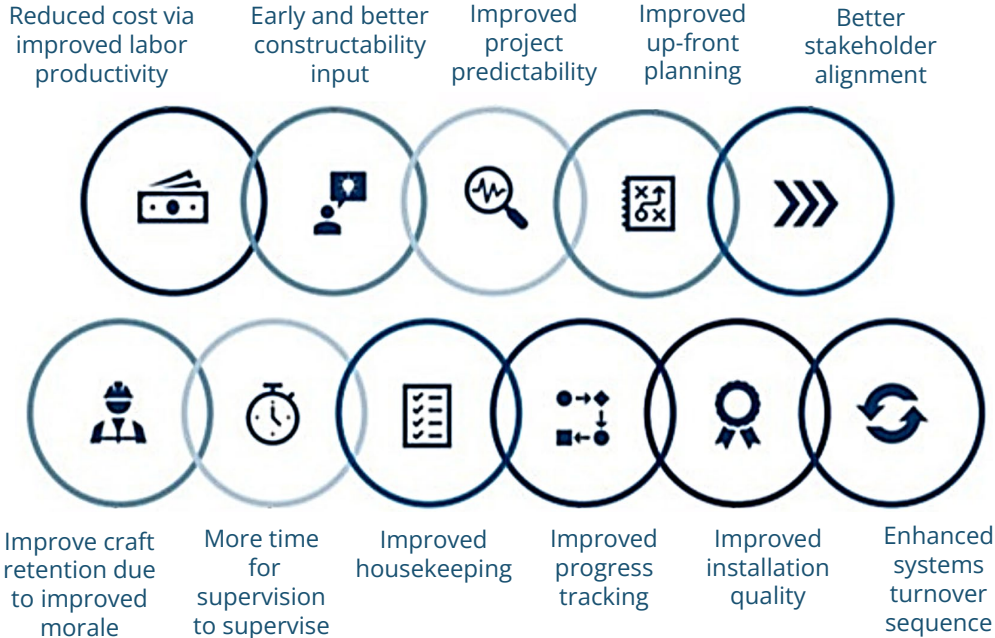 Reduced cost via
improved labor
productivity
Early and better
constructability
input
Improved
project
predictability
Improved
up-front
planning
Better
stakeholder
alignment
Improve craft
retention due
to improved
morale
More time
for
supervision
to supervise
Improved
housekeeping
Improved
progress
tracking
Improved
installation
quality
Enhanced
systems
turnover
sequence